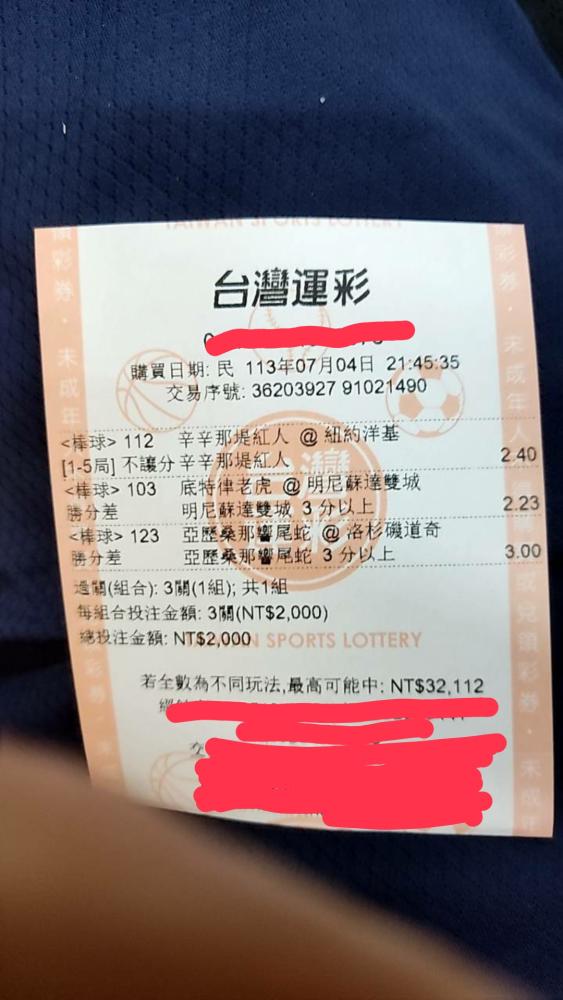 TAIWAN SPORTS LOTTERY
台灣運彩
購買日期: 民 113年07月04日 21:45:35
交易序號: 36203927 91021490
<棒球> 112 辛辛那堤紅人 @ 紐約洋基
[1-5局] 不讓分 辛辛那堤紅人 2.40
<棒球> 103 底特律老虎 @ 明尼蘇達雙城
勝分差 明尼蘇達雙城 3 分以上 2.23
<棒球> 123 亞歷桑那響尾蛇 @ 洛杉磯道奇
勝分差 亞歷桑那響尾蛇 3 分以上 3.00
過關(組合): 3關(1組); 共1組
每組合投注金額: 3關(NT$2,000)
總投注金額: NT$2,000
TAIWAN SPORTS LOTTERY
若全數為不同玩法,最高可能中: NT$32,112